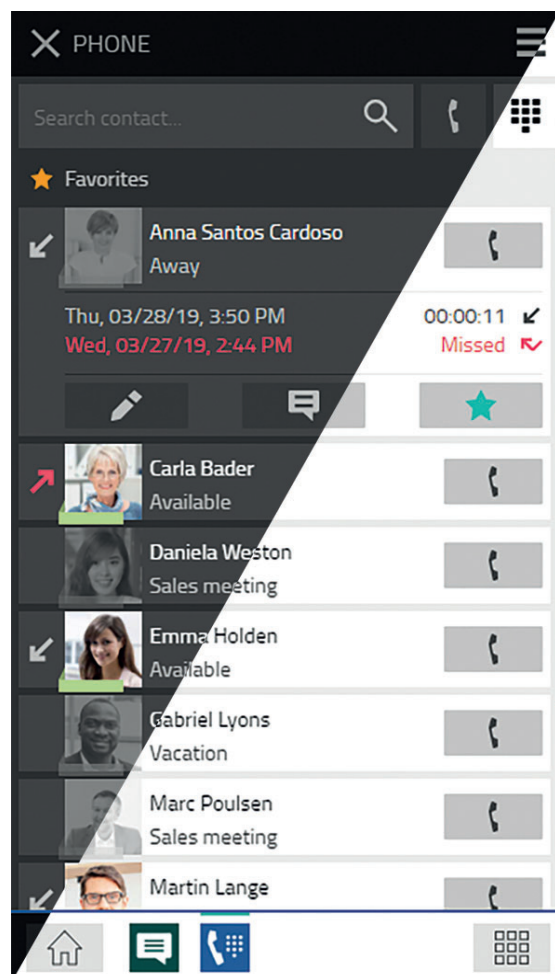 PHONE
Search contact...
Favorites
Anna Santos Cardoso
Away
Thu, 03/28/19, 3:50 PM 00:00:11
Wed, 03/27/19, 2:44 PM Missed
Carla Bader
Available
Daniela Weston
Sales meeting
Emma Holden
Available
Gabriel Lyons
Vacation
Marc Poulsen
Sales meeting
Martin Lange